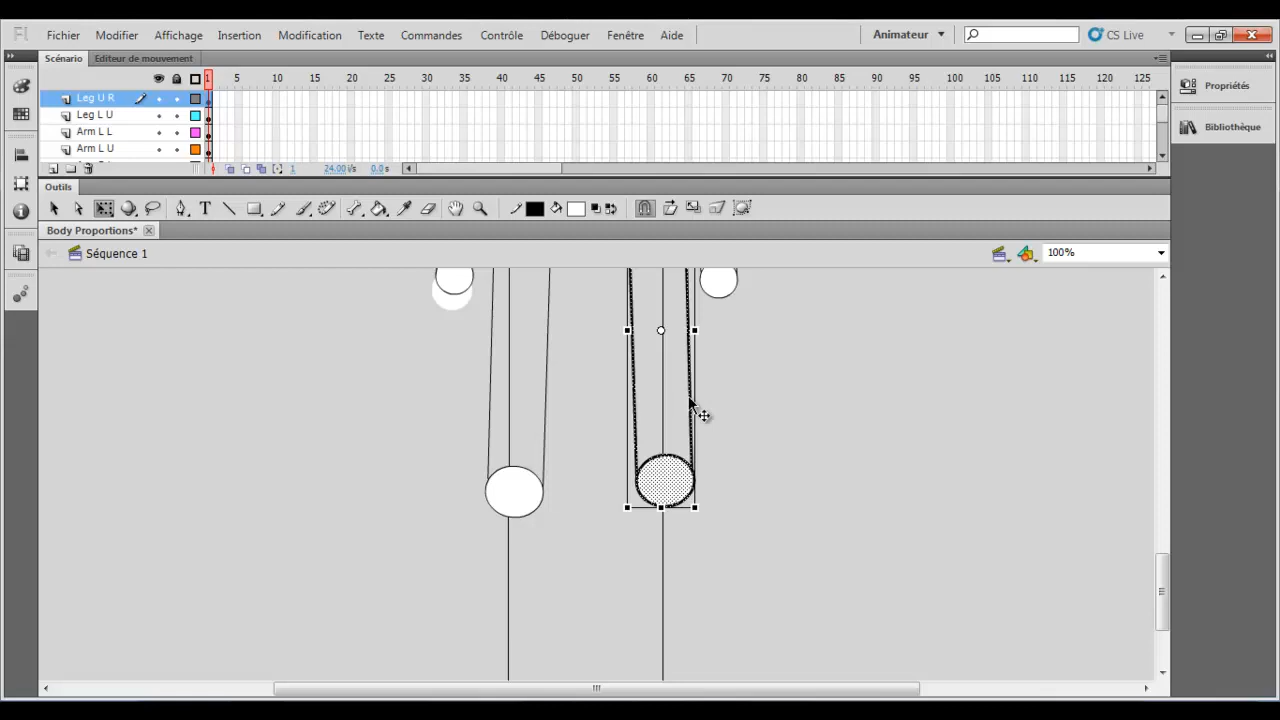 Fl Fichier Modifier Affichage Insertion Modification Texte Commandes Contrôle Déboguer Fenêtre Aide Animateur CS Live
Scénario Editeur de mouvement
1 5 10 15 20 25 30 35 40 45 50 55 60 65 70 75 80 85 90 95 100 105 110 115 120 125
Leg U R
Leg L U
Arm L L
Arm L U
1 24.00i/s 0.0s
Outils
Body Proportions*
Séquence 1 100%
Propriétés
Bibliothèque